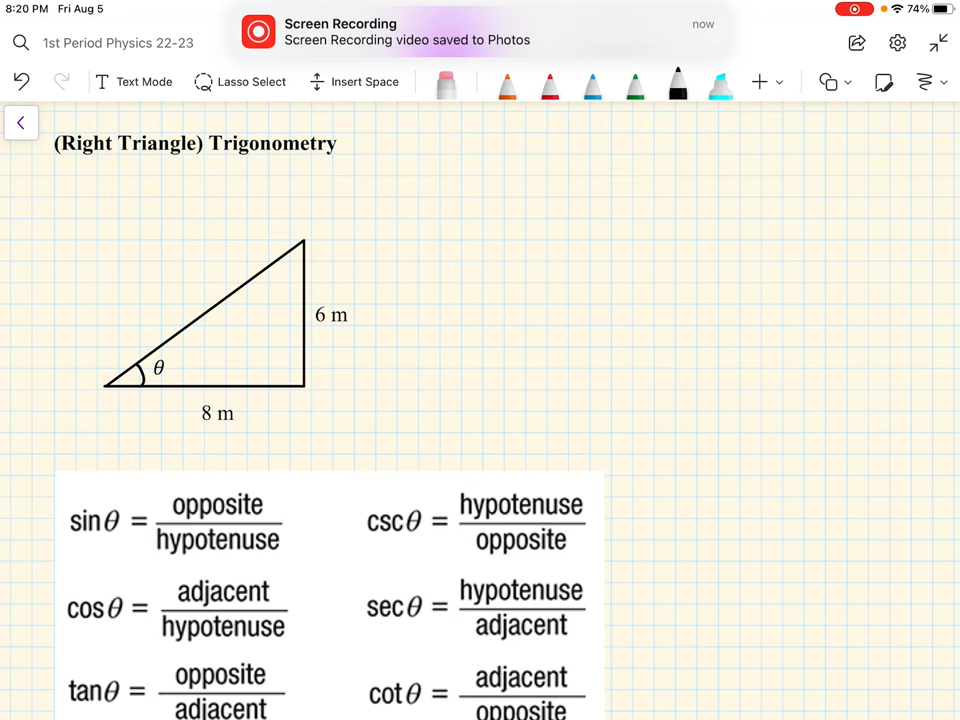 8:20 PM Fri Aug 5
74%
Screen Recording
now
Screen Recording video saved to Photos
1st Period Physics 22-23
Text Mode
Lasso Select
Insert Space
(Right Triangle) Trigonometry
6 m
θ
8 m
sinθ = opposite / hypotenuse
cscθ = hypotenuse / opposite
cosθ = adjacent / hypotenuse
secθ = hypotenuse / adjacent
tanθ = opposite / adjacent
cotθ = adjacent / opposite